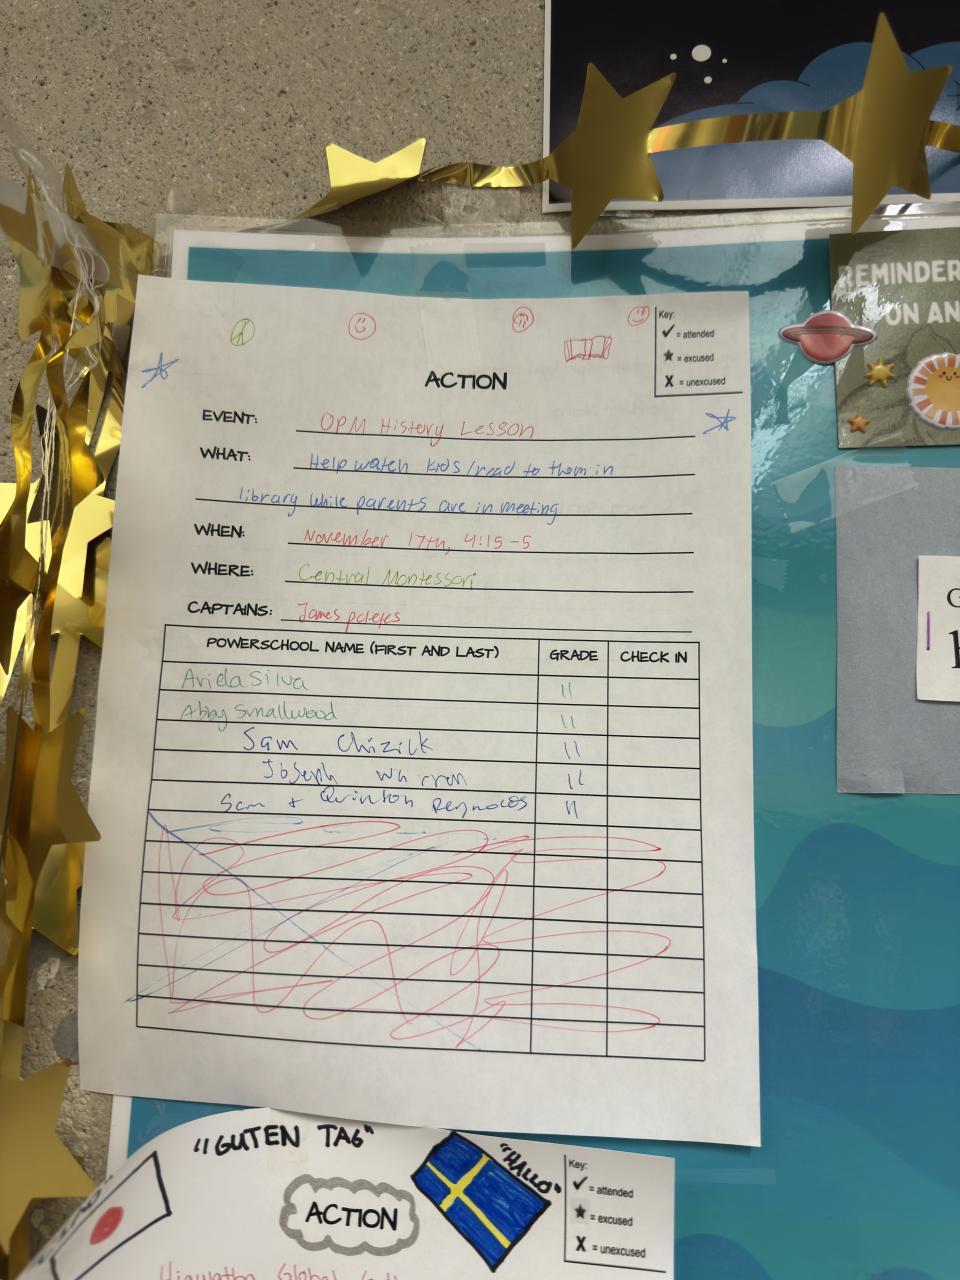 REMINDER
ON AN
Key:
✓ = attended
★ = excused
X = unexcused
ACTION
EVENT: OPM History Lesson
WHAT: Help watch kids/read to them in
library while parents are in meeting
WHEN: November 17th, 4:15-5
WHERE: Central Montessori
CAPTAINS: James
POWERSCHOOL NAME (FIRST AND LAST) GRADE CHECK IN
Ariela Silva 11
Abby Smallwood 11
Sam Chizick 11
Joseph 11
Sam + Quinton Reynolds 11
"GUTEN TAG"
"HALLO"
Key:
✓ = attended
★ = excused
X = unexcused
ACTION
Global